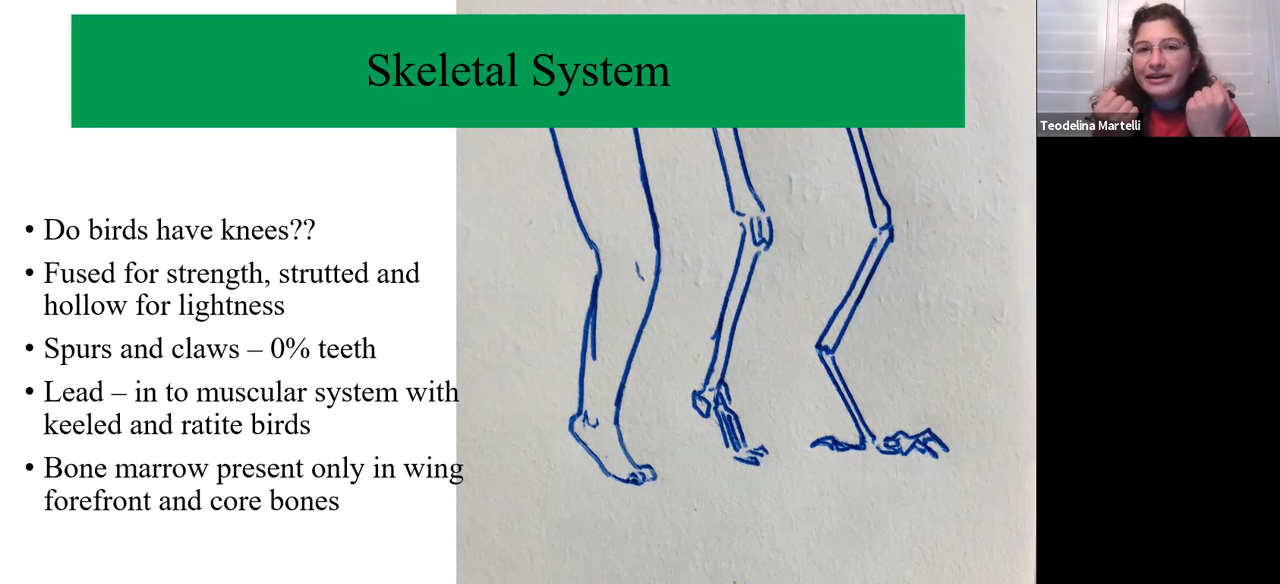 Skeletal System
• Do birds have knees??
• Fused for strength, strutted and
hollow for lightness
• Spurs and claws – 0% teeth
• Lead – in to muscular system with
keeled and ratite birds
• Bone marrow present only in wing
forefront and core bones
Teodelina Martelli